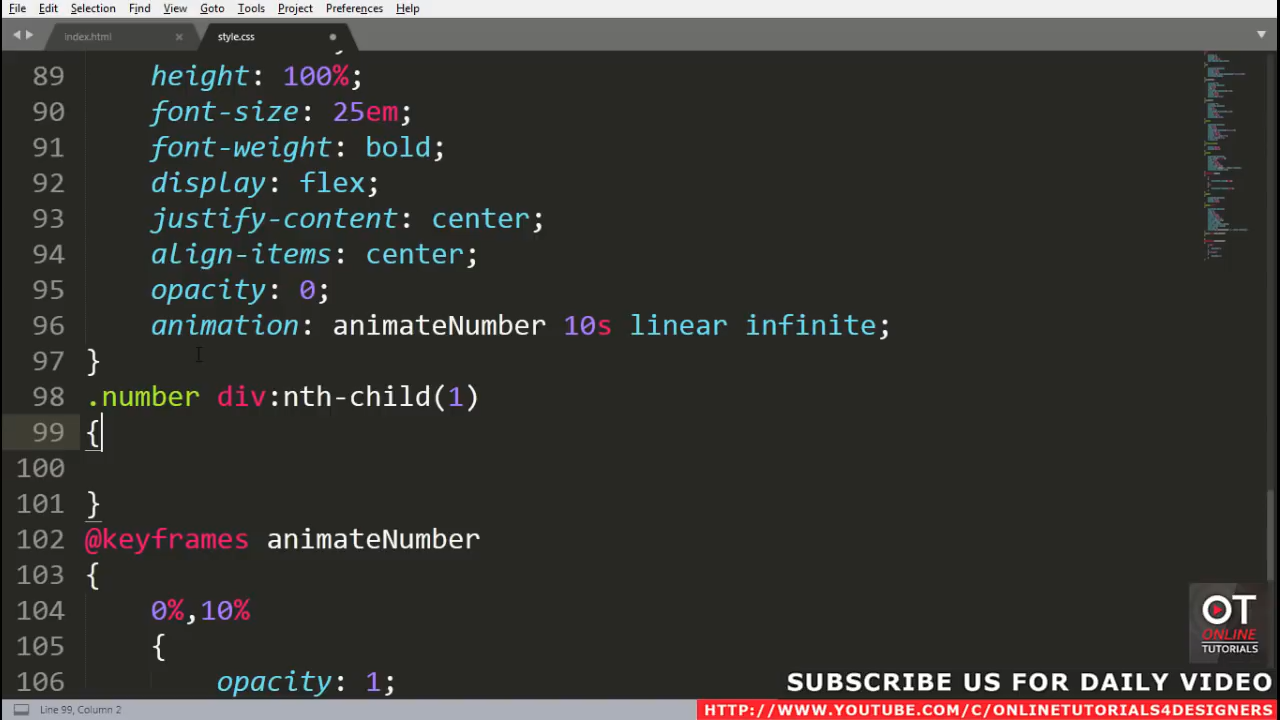 File Edit Selection Find View Goto Tools Project Preferences Help
index.html × style.css
89 height: 100%;
90 font-size: 25em;
91 font-weight: bold;
92 display: flex;
93 justify-content: center;
94 align-items: center;
95 opacity: 0;
96 animation: animateNumber 10s linear infinite;
97 }
98 .number div:nth-child(1)
99 {
100
101 }
102 @keyframes animateNumber
103 {
104 0%,10%
105 {
106 opacity: 1;
OT
ONLINE
TUTORIALS
SUBSCRIBE US FOR DAILY VIDEO
HTTP://WWW.YOUTUBE.COM/C/ONLINETUTORIALS4DESIGNERS
Line 99, Column 2